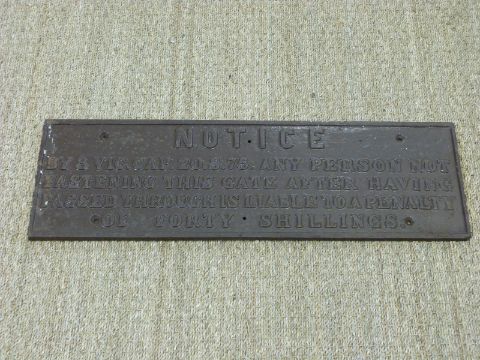 NOTICE
BY 8 VIC. CAP. 20. S. 75. ANY PERSON NOT
FASTENING THIS GATE AFTER HAVING
PASSED THROUGH IS LIABLE TO A PENALTY
OF FORTY SHILLINGS.